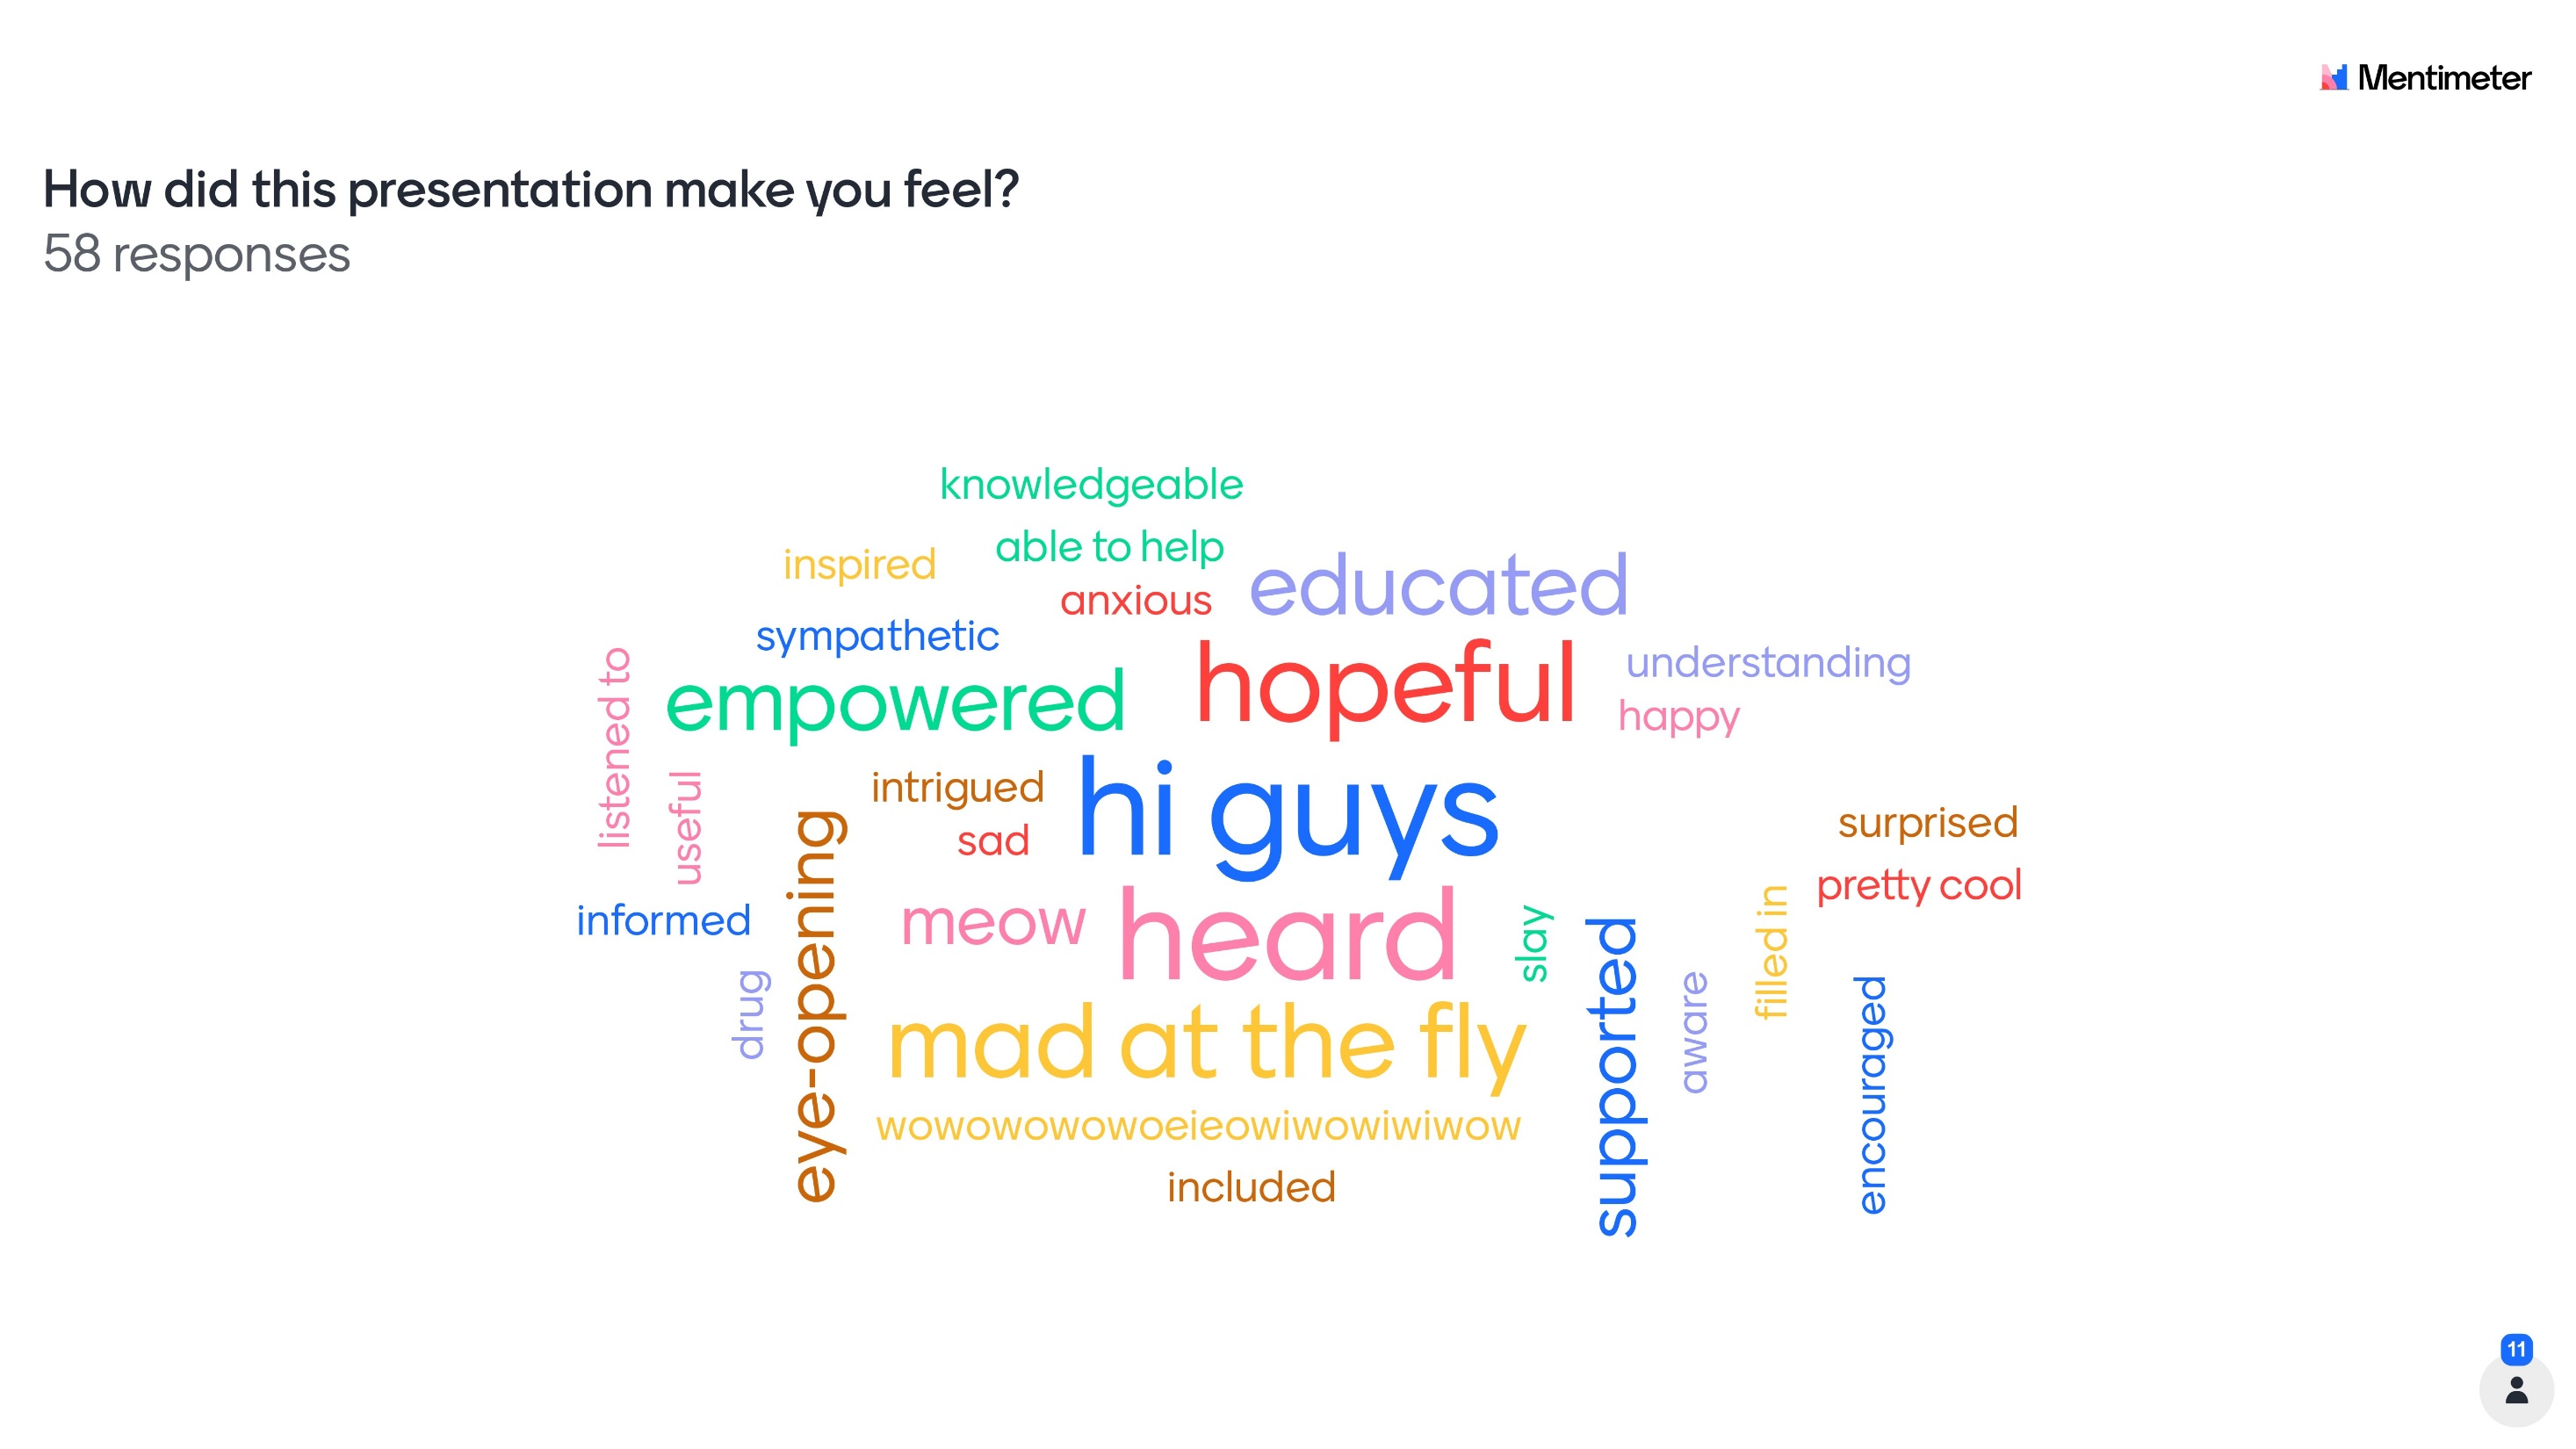 Mentimeter
How did this presentation make you feel?
58 responses
knowledgeable
able to help
inspired
educated
anxious
sympathetic
hopeful
understanding
empowered
happy
listened to
useful
intrigued
hi guys
surprised
sad
pretty cool
informed
eye-opening
meow
heard
slay
supported
filled in
drug
aware
encouraged
mad at the fly
wowowowowowoeieowiwowiwiwow
included
11